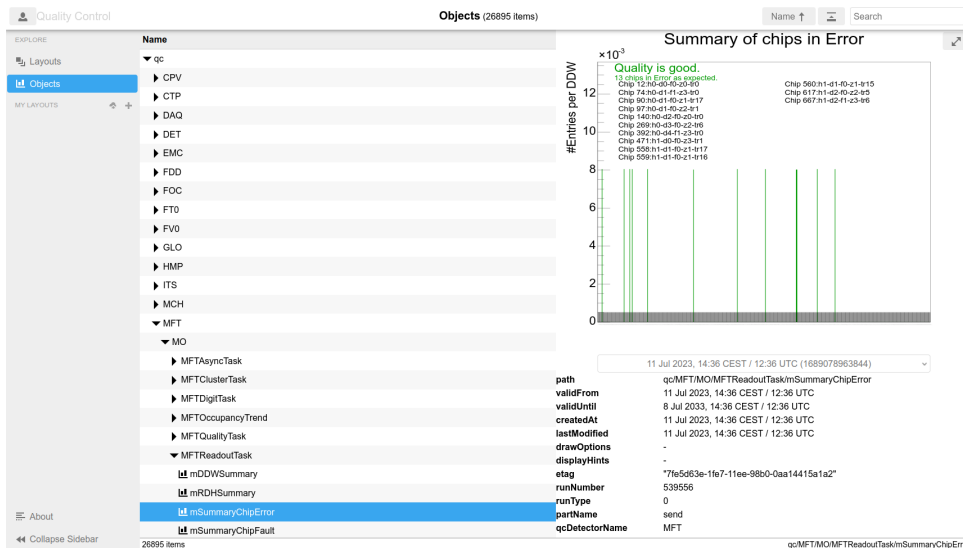 Quality Control
Objects (26895 items)
Name
Search
EXPLORE
Layouts
Objects
MY LAYOUTS
About
Collapse Sidebar
Name
qc
CPV
CTP
DAQ
DET
EMC
FDD
FOC
FT0
FV0
GLO
HMP
ITS
MCH
MFT
MO
MFTAsyncTask
MFTClusterTask
MFTDigitTask
MFTOccupancyTrend
MFTQualityTask
MFTReadoutTask
mDDWSummary
mRDHSummary
mSummaryChipError
mSummaryChipFault
26895 items
Summary of chips in Error
×10⁻³
#Entries per DDW
12
10
8
6
4
2
0
Quality is good.
13 chips in Error as expected.
Chip 12:h0-d0-f0-z0-tr0
Chip 74:h0-d1-f1-z3-tr0
Chip 90:h0-d1-f0-z1-tr17
Chip 97:h0-d1-f0-z2-tr1
Chip 140:h0-d2-f0-z0-tr0
Chip 269:h0-d3-f0-z2-tr6
Chip 392:h0-d4-f1-z3-tr0
Chip 471:h1-d0-f0-z3-tr1
Chip 558:h1-d1-f0-z1-tr17
Chip 559:h1-d1-f0-z1-tr16
Chip 560:h1-d1-f0-z1-tr15
Chip 617:h1-d2-f0-z2-tr5
Chip 667:h1-d2-f1-z3-tr6
11 Jul 2023, 14:36 CEST / 12:36 UTC (1689078963844)
path qc/MFT/MO/MFTReadoutTask/mSummaryChipError
validFrom 11 Jul 2023, 14:36 CEST / 12:36 UTC
validUntil 8 Jul 2033, 14:36 CEST / 12:36 UTC
createdAt 11 Jul 2023, 14:36 CEST / 12:36 UTC
lastModified 11 Jul 2023, 14:36 CEST / 12:36 UTC
drawOptions -
displayHints -
etag "7fe5d63e-1fe7-11ee-98b0-0aa14415a1a2"
runNumber 539556
runType 0
partName send
qcDetectorName MFT
qc/MFT/MO/MFTReadoutTask/mSummaryChipErr